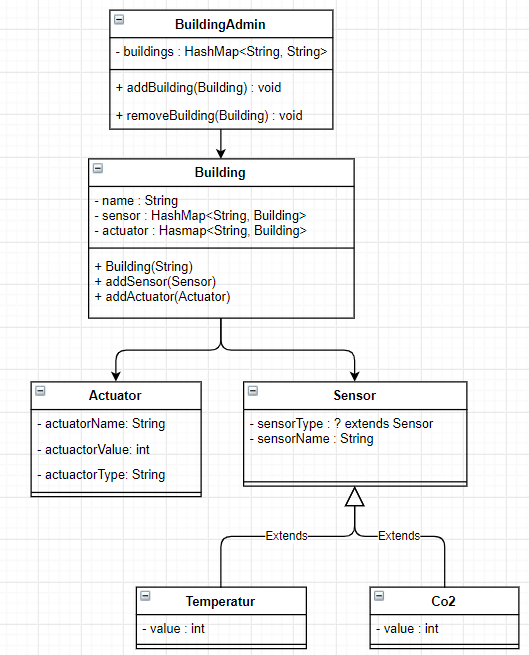 BuildingAdmin
- buildings : HashMap<String, String>
+ addBuilding(Building) : void
+ removeBuilding(Building) : void
Building
- name : String
- sensor : HashMap<String, Building>
- actuator : Hasmap<String, Building>
+ Building(String)
+ addSensor(Sensor)
+ addActuator(Actuator)
Actuator
- actuatorName: String
- actuactorValue: int
- actuactorType: String
Sensor
- sensorType : ? extends Sensor
- sensorName : String
Extends
Extends
Temperatur
- value : int
Co2
- value : int